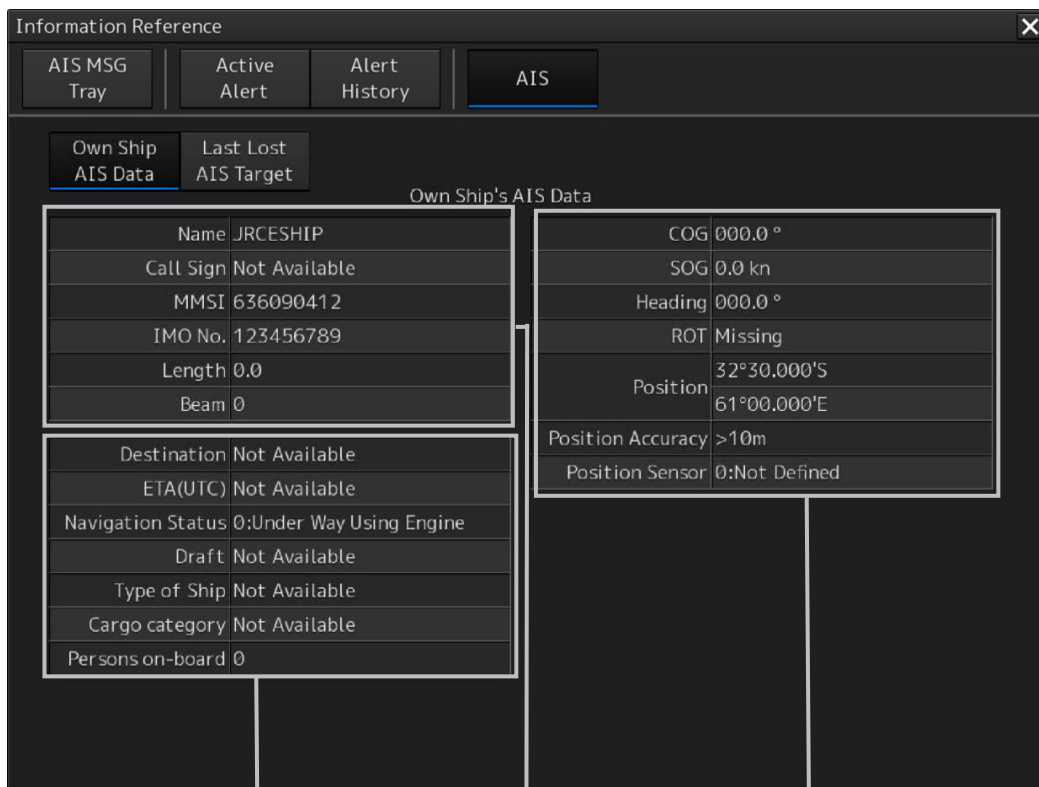 Information Reference
AIS MSG Tray
Active Alert
Alert History
AIS
Own Ship AIS Data
Last Lost AIS Target
Own Ship's AIS Data
Name JRCESHIP
Call Sign Not Available
MMSI 636090412
IMO No. 123456789
Length 0.0
Beam 0
Destination Not Available
ETA(UTC) Not Available
Navigation Status 0:Under Way Using Engine
Draft Not Available
Type of Ship Not Available
Cargo category Not Available
Persons on-board 0
COG 000.0 °
SOG 0.0 kn
Heading 000.0 °
ROT Missing
Position 32°30.000'S
61°00.000'E
Position Accuracy >10m
Position Sensor 0:Not Defined